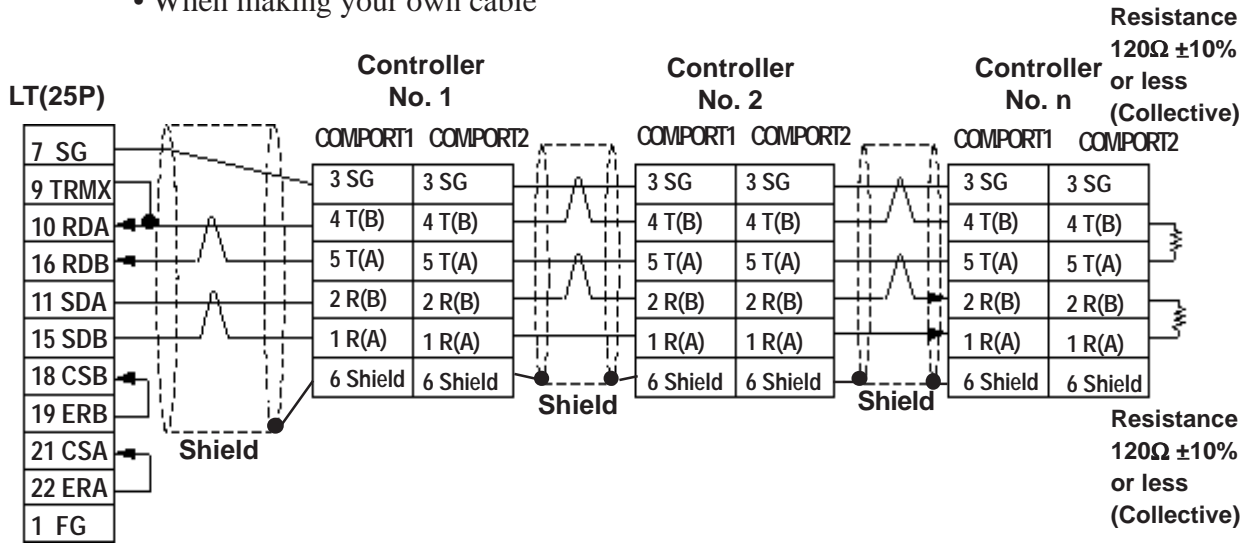 • When making your own cable
Resistance
120Ω ±10%
or less
(Collective)
LT(25P)
7 SG
9 TRMX
10 RDA
16 RDB
11 SDA
15 SDB
18 CSB
19 ERB
21 CSA
22 ERA
1 FG
Shield
Controller
No. 1
COMPORT1 COMPORT2
3 SG 3 SG
4 T(B) 4 T(B)
5 T(A) 5 T(A)
2 R(B) 2 R(B)
1 R(A) 1 R(A)
6 Shield 6 Shield
Shield
Controller
No. 2
COMPORT1 COMPORT2
3 SG 3 SG
4 T(B) 4 T(B)
5 T(A) 5 T(A)
2 R(B) 2 R(B)
1 R(A) 1 R(A)
6 Shield 6 Shield
Shield
Controller
No. n
COMPORT1 COMPORT2
3 SG 3 SG
4 T(B) 4 T(B)
5 T(A) 5 T(A)
2 R(B) 2 R(B)
1 R(A) 1 R(A)
6 Shield 6 Shield
Resistance
120Ω ±10%
or less
(Collective)